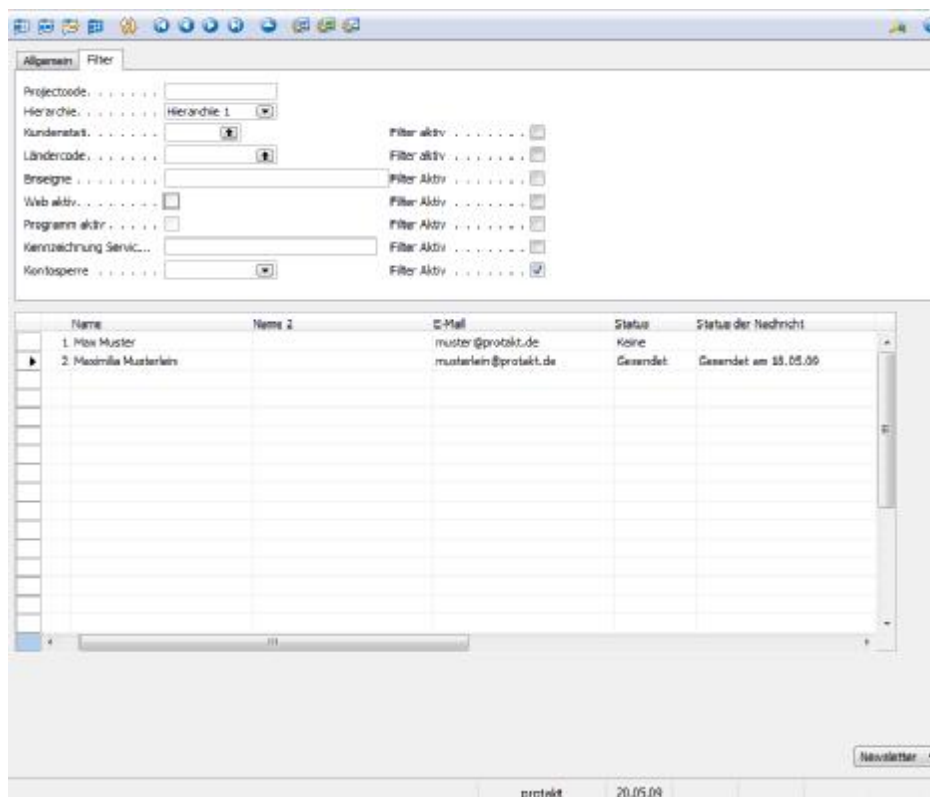 Allgemein Filter
Projectcode. . . . . . .
Hierarchie. . . . . . . . Hierarchie 1
Kundenstati. . . . . . . Filter aktiv . . . . . . .
Ländercode. . . . . . . Filter aktiv . . . . . . .
Enseigne . . . . . . . . Filter Aktiv . . . . . . .
Web aktiv. . . . . . . . Filter Aktiv . . . . . . .
Programm aktiv . . . . . Filter Aktiv . . . . . . .
Kennzeichnung Servic... Filter Aktiv . . . . . . .
Kontosperre . . . . . . Filter Aktiv . . . . . . .
Name Name 2 E-Mail Status Status der Nachricht
1 Max Muster muster@protakt.de Keine
2 Maximilia Musterlein musterlein@protakt.de Gesendet Gesendet am 18.05.09
Newsletter
protakt 20.05.09